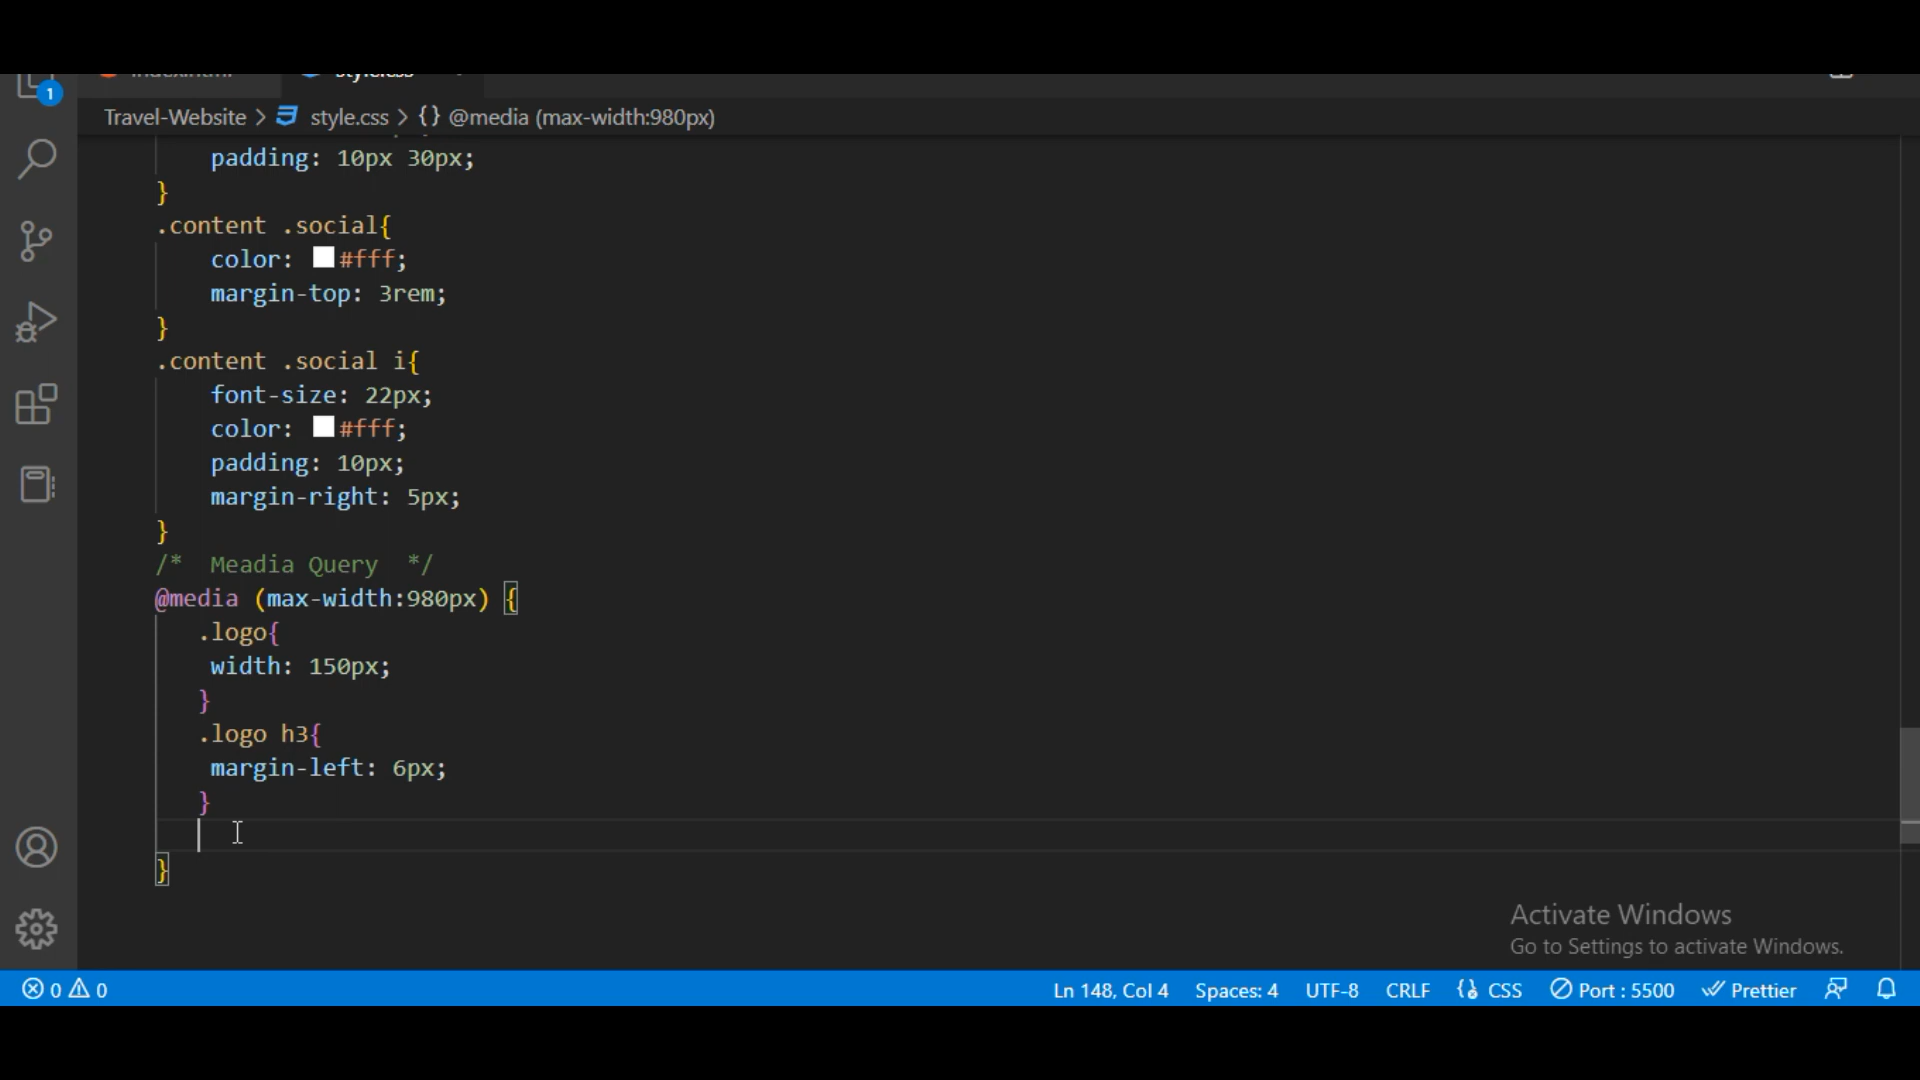 1
style.css
Travel-Website > style.css > {} @media (max-width:980px)
padding: 10px 30px;
}
.content .social{
color: #fff;
margin-top: 3rem;
}
.content .social i{
font-size: 22px;
color: #fff;
padding: 10px;
margin-right: 5px;
}
/*  Meadia Query  */
@media (max-width:980px) {
.logo{
width: 150px;
}
.logo h3{
margin-left: 6px;
}
}
Activate Windows
Go to Settings to activate Windows.
0 0 Ln 148, Col 4 Spaces: 4 UTF-8 CRLF CSS Port : 5500 Prettier